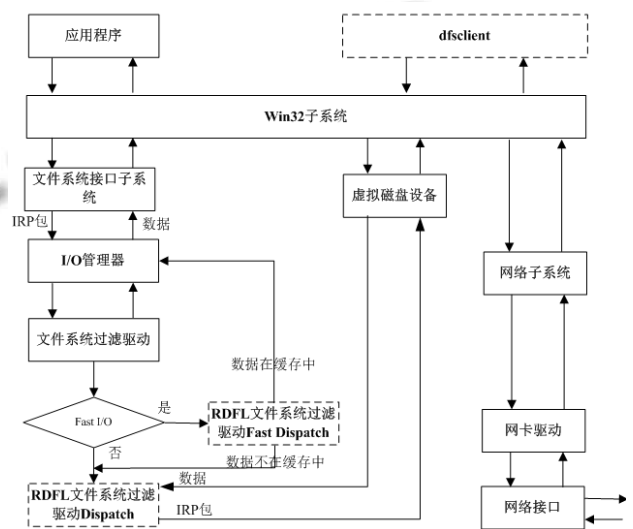 应用程序
dfsclient
Win32子系统
文件系统接口子系
统
虚拟磁盘设备
IRP包
数据
I/O管理器
网络子系统
文件系统过滤驱动
数据在缓存中
Fast I/O
是
RDFL文件系统过滤
驱动Fast Dispatch
网卡驱动
否
数据不在缓存中
数据
RDFL文件系统过滤
驱动Dispatch
IRP包
网络接口